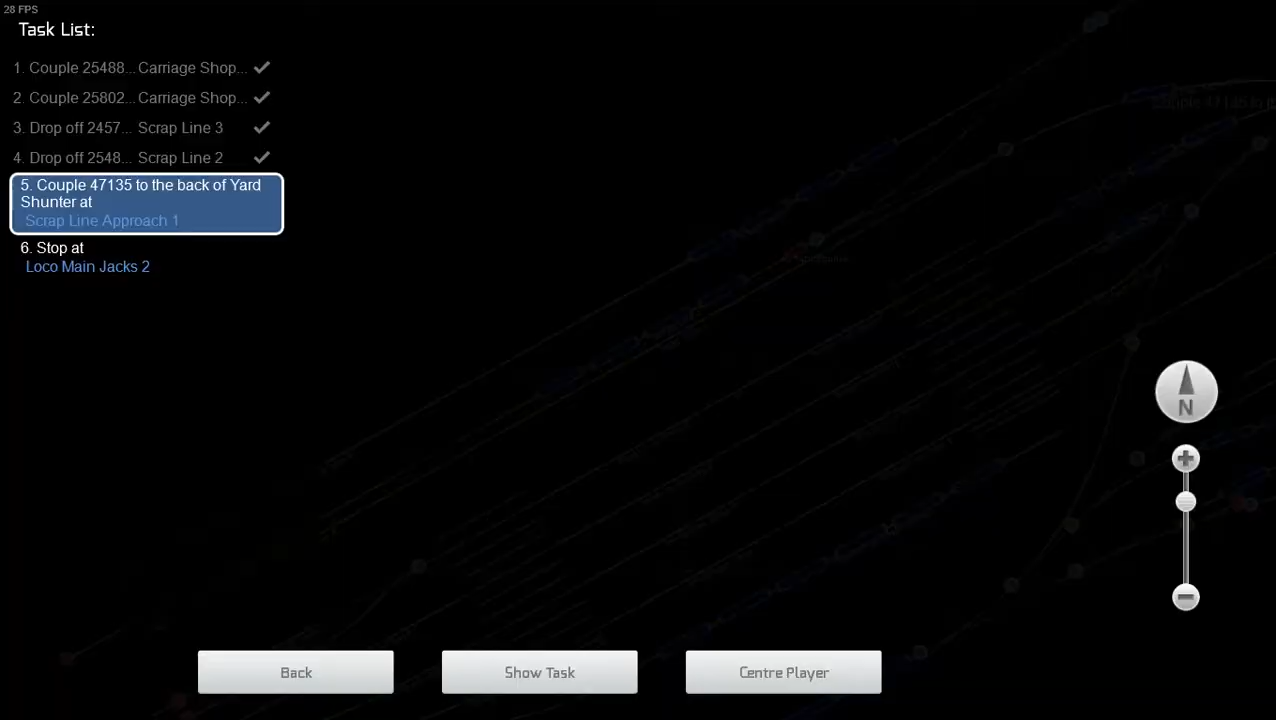 28 FPS
Task List:
1. Couple 25488... Carriage Shop...
2. Couple 25802... Carriage Shop...
3. Drop off 2457... Scrap Line 3
4. Drop off 2548... Scrap Line 2
5. Couple 47135 to the back of Yard
Shunter at
Scrap Line Approach 1
6. Stop at
Loco Main Jacks 2
N
Back
Show Task
Centre Player